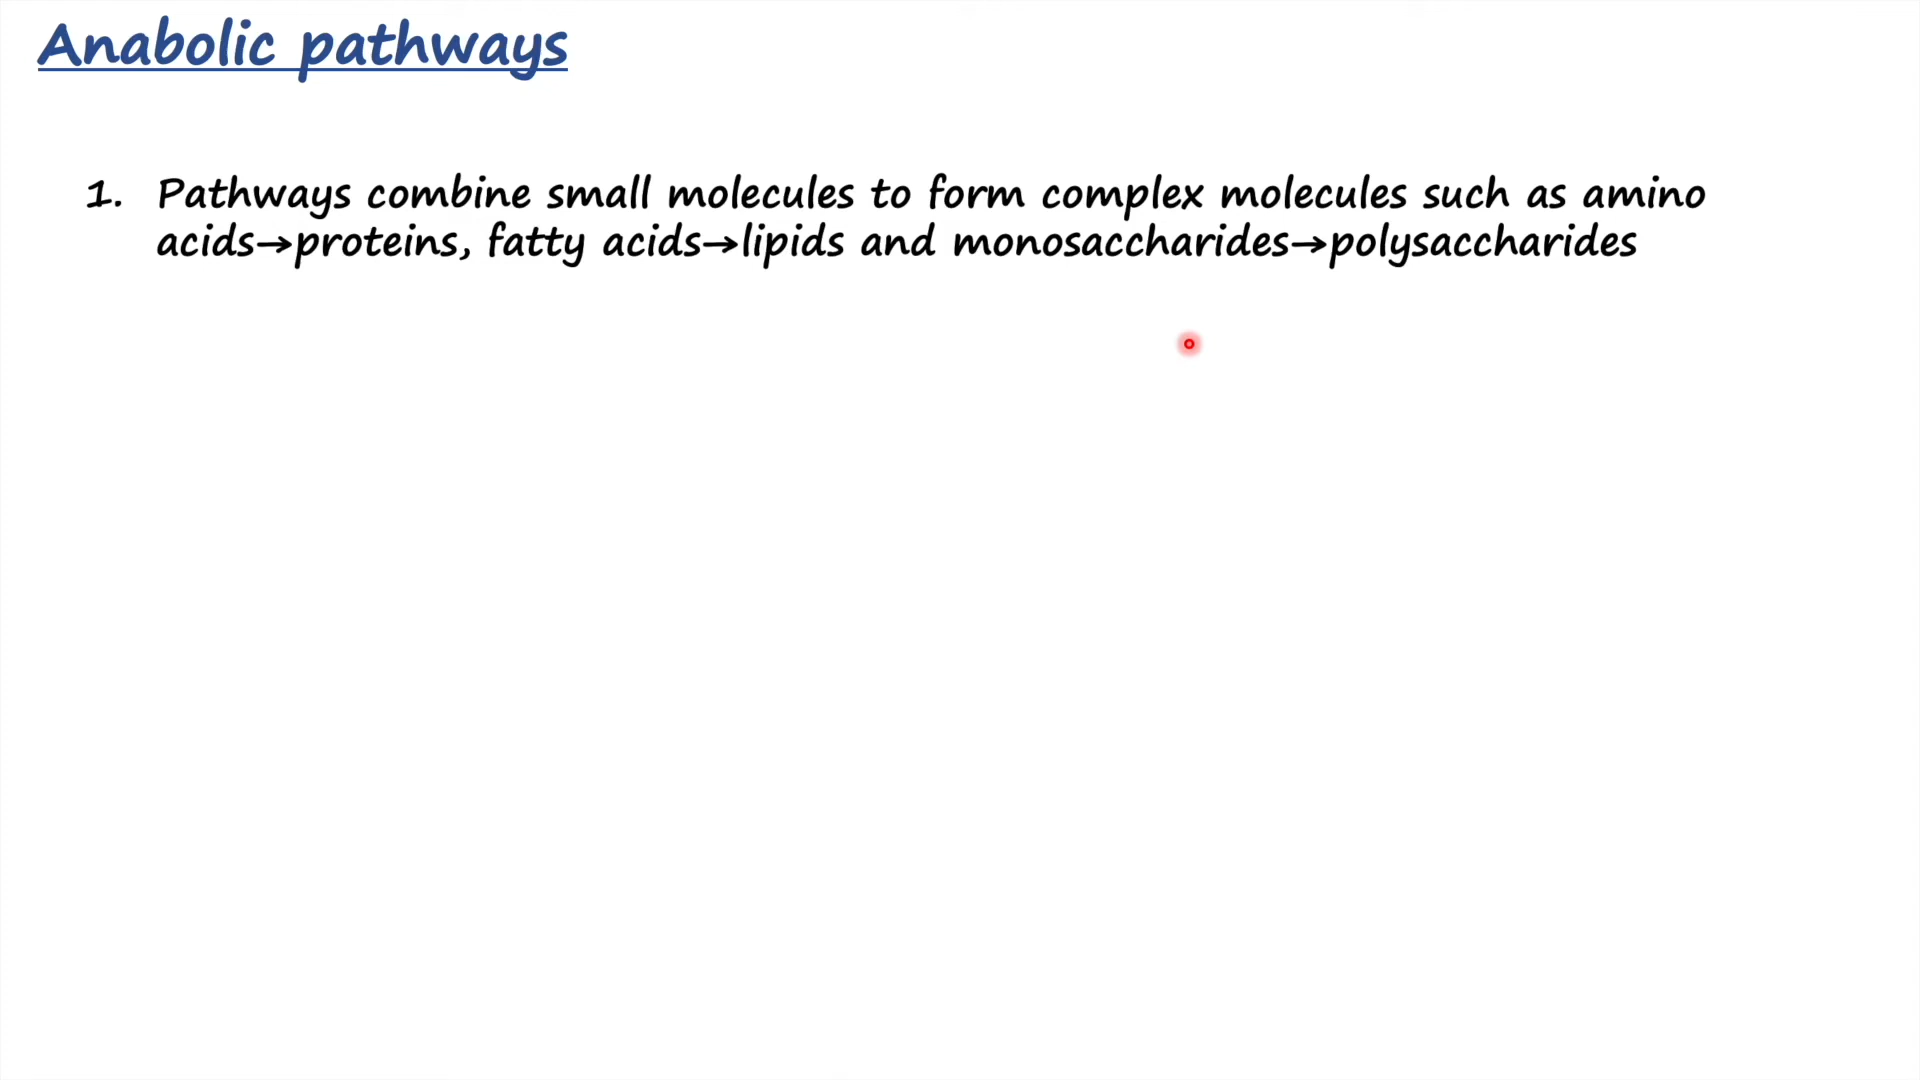 Anabolic pathways
1. Pathways combine small molecules to form complex molecules such as amino
acids→proteins, fatty acids→lipids and monosaccharides→polysaccharides